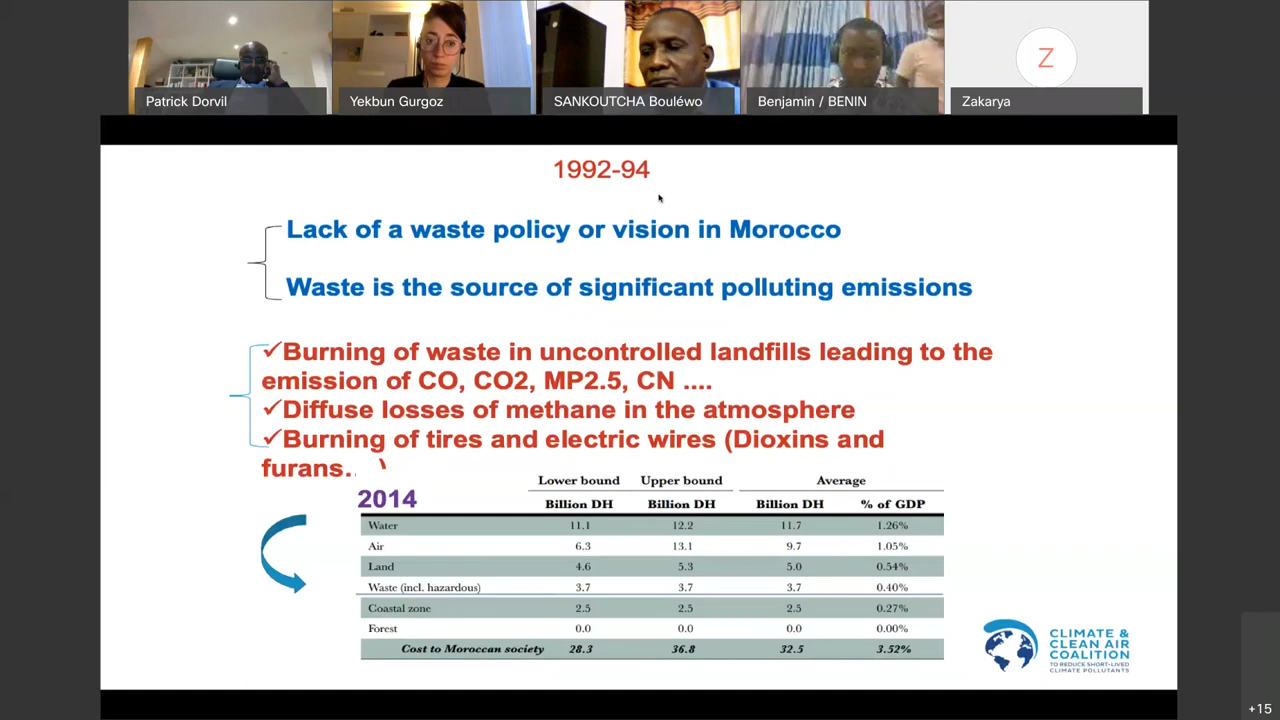 Patrick Dorvil
Yekbun Gurgoz
SANKOUTCHA Bouléwo
Benjamin / BENIN
Z
Zakarya
1992-94
Lack of a waste policy or vision in Morocco
Waste is the source of significant polluting emissions
✓Burning of waste in uncontrolled landfills leading to the
emission of CO, CO2, MP2.5, CN ....
✓Diffuse losses of methane in the atmosphere
✓Burning of tires and electric wires (Dioxins and
furans.. )
2014
Lower bound Upper bound Average
Billion DH Billion DH Billion DH % of GDP
Water 11.1 12.2 11.7 1.26%
Air 6.3 13.1 9.7 1.05%
Land 4.6 5.3 5.0 0.54%
Waste (incl. hazardous) 3.7 3.7 3.7 0.40%
Coastal zone 2.5 2.5 2.5 0.27%
Forest 0.0 0.0 0.0 0.00%
Cost to Moroccan society 28.3 36.8 32.5 3.52%
CLIMATE &
CLEAN AIR
COALITION
TO REDUCE SHORT-LIVED
CLIMATE POLLUTANTS
+15